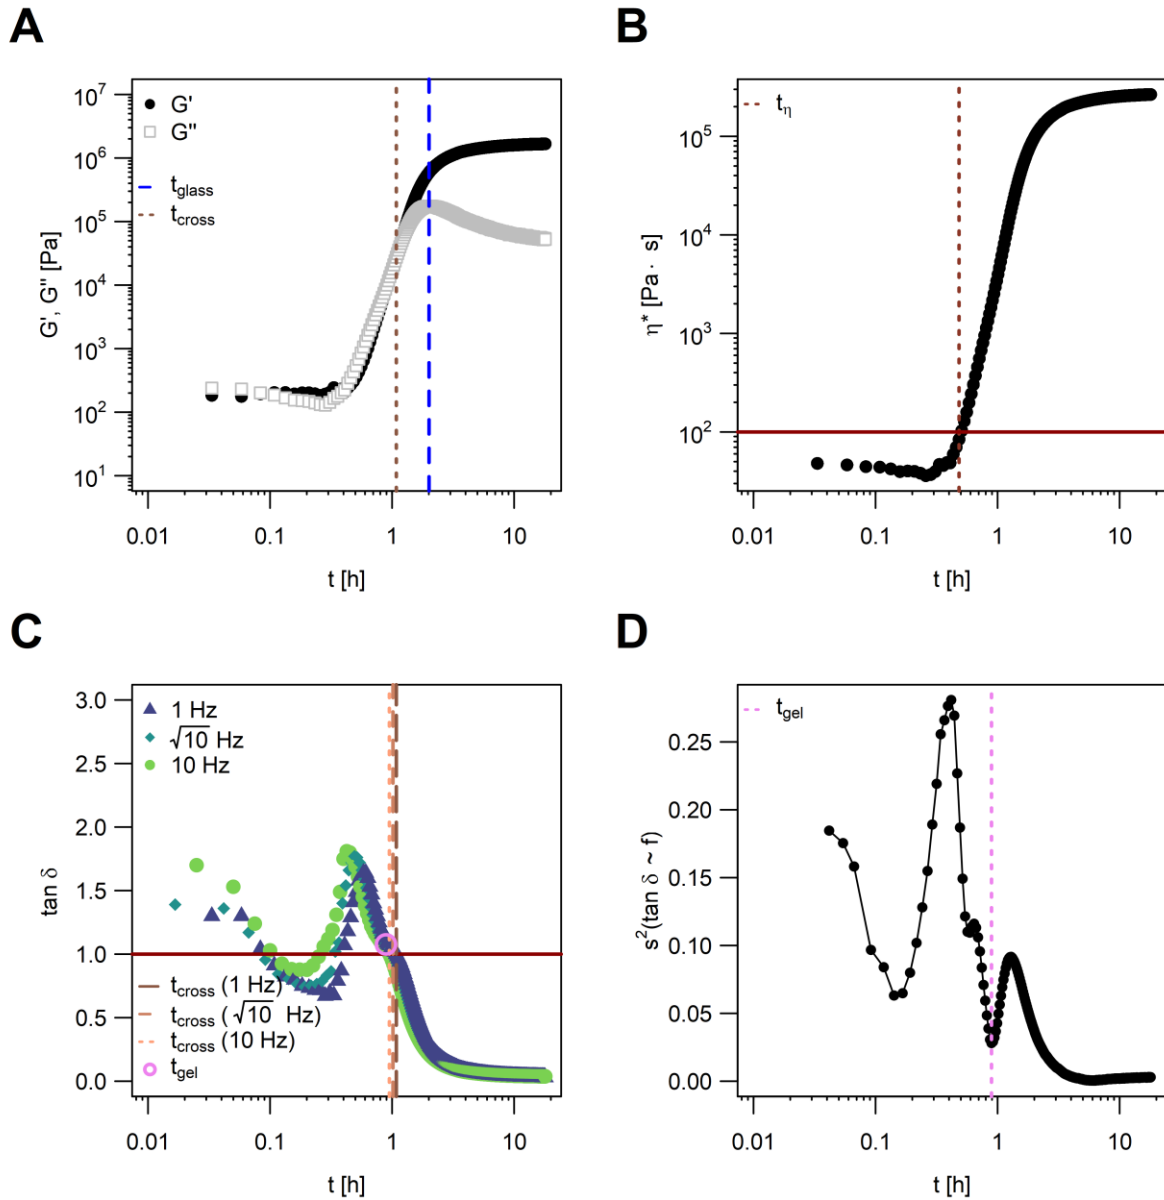 A
G', G" [Pa]
10^7
10^6
10^5
10^4
10^3
10^2
10^1
G'
G"
t_glass
t_cross
0.01 0.1 1 10
t [h]
B
η* [Pa· s]
10^5
10^4
10^3
10^2
t_η
0.01 0.1 1 10
t [h]
C
tan δ
3.0
2.5
2.0
1.5
1.0
0.5
0.0
1 Hz
√10 Hz
10 Hz
t_cross (1 Hz)
t_cross (√10 Hz)
t_cross (10 Hz)
t_gel
0.01 0.1 1 10
t [h]
D
s^2(tan δ ~ f)
0.25
0.20
0.15
0.10
0.05
0.00
t_gel
0.01 0.1 1 10
t [h]